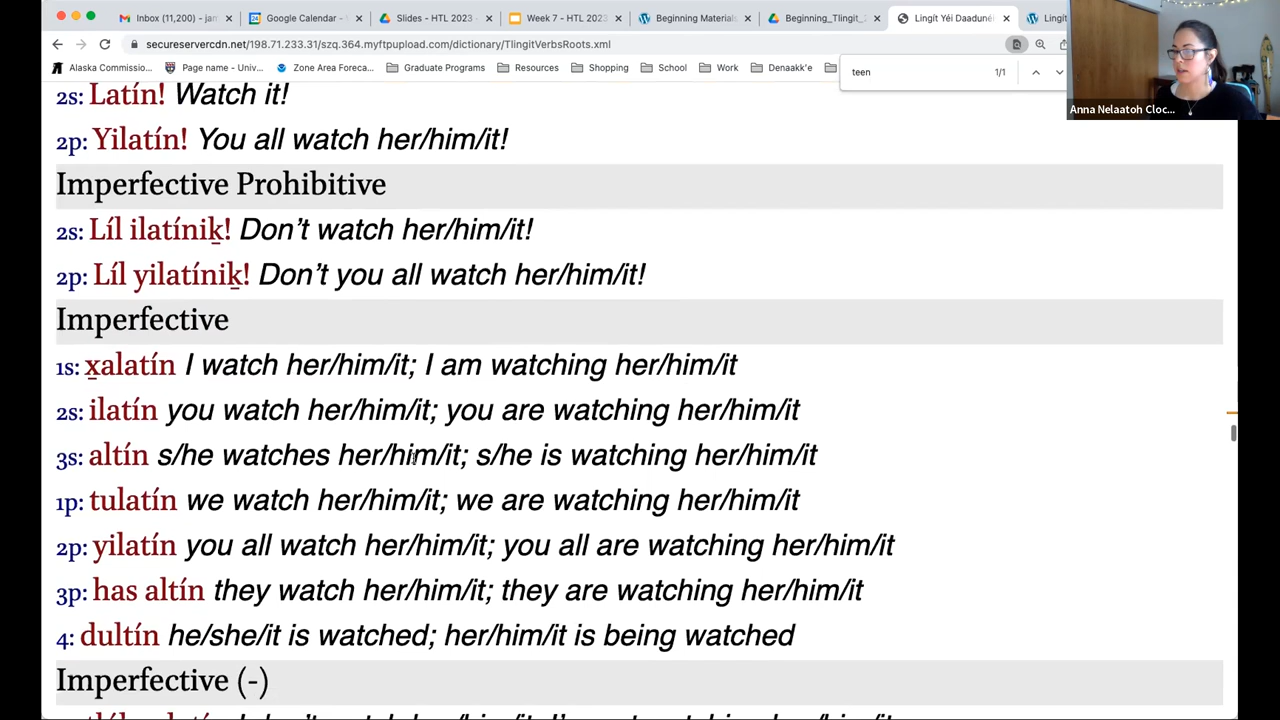 Inbox (11,200) - jan
Google Calendar -
Slides - HTL 2023
Week 7 - HTL 2023
Beginning Materials
Beginning_Tlingit_
Lingít Yéi Daaduné
Lingít
secureservercdn.net/198.71.233.31/szq.364.myftpupload.com/dictionary/TlingitVerbsRoots.xml
Alaska Commissio...
Page name - Univ...
Zone Area Foreca...
Graduate Programs
Resources
Shopping
School
Work
Denaakk'e
teen
1/1
Anna Nelaatoh Cloc...
2s: Latín! Watch it!
2p: Yilatín! You all watch her/him/it!
Imperfective Prohibitive
2s: Líl ilatíniḵ! Don’t watch her/him/it!
2p: Líl yilatíniḵ! Don’t you all watch her/him/it!
Imperfective
1s: x̱alatín I watch her/him/it; I am watching her/him/it
2s: ilatín you watch her/him/it; you are watching her/him/it
3s: altín s/he watches her/him/it; s/he is watching her/him/it
1p: tulatín we watch her/him/it; we are watching her/him/it
2p: yilatín you all watch her/him/it; you all are watching her/him/it
3p: has altín they watch her/him/it; they are watching her/him/it
4: dultín he/she/it is watched; her/him/it is being watched
Imperfective (-)